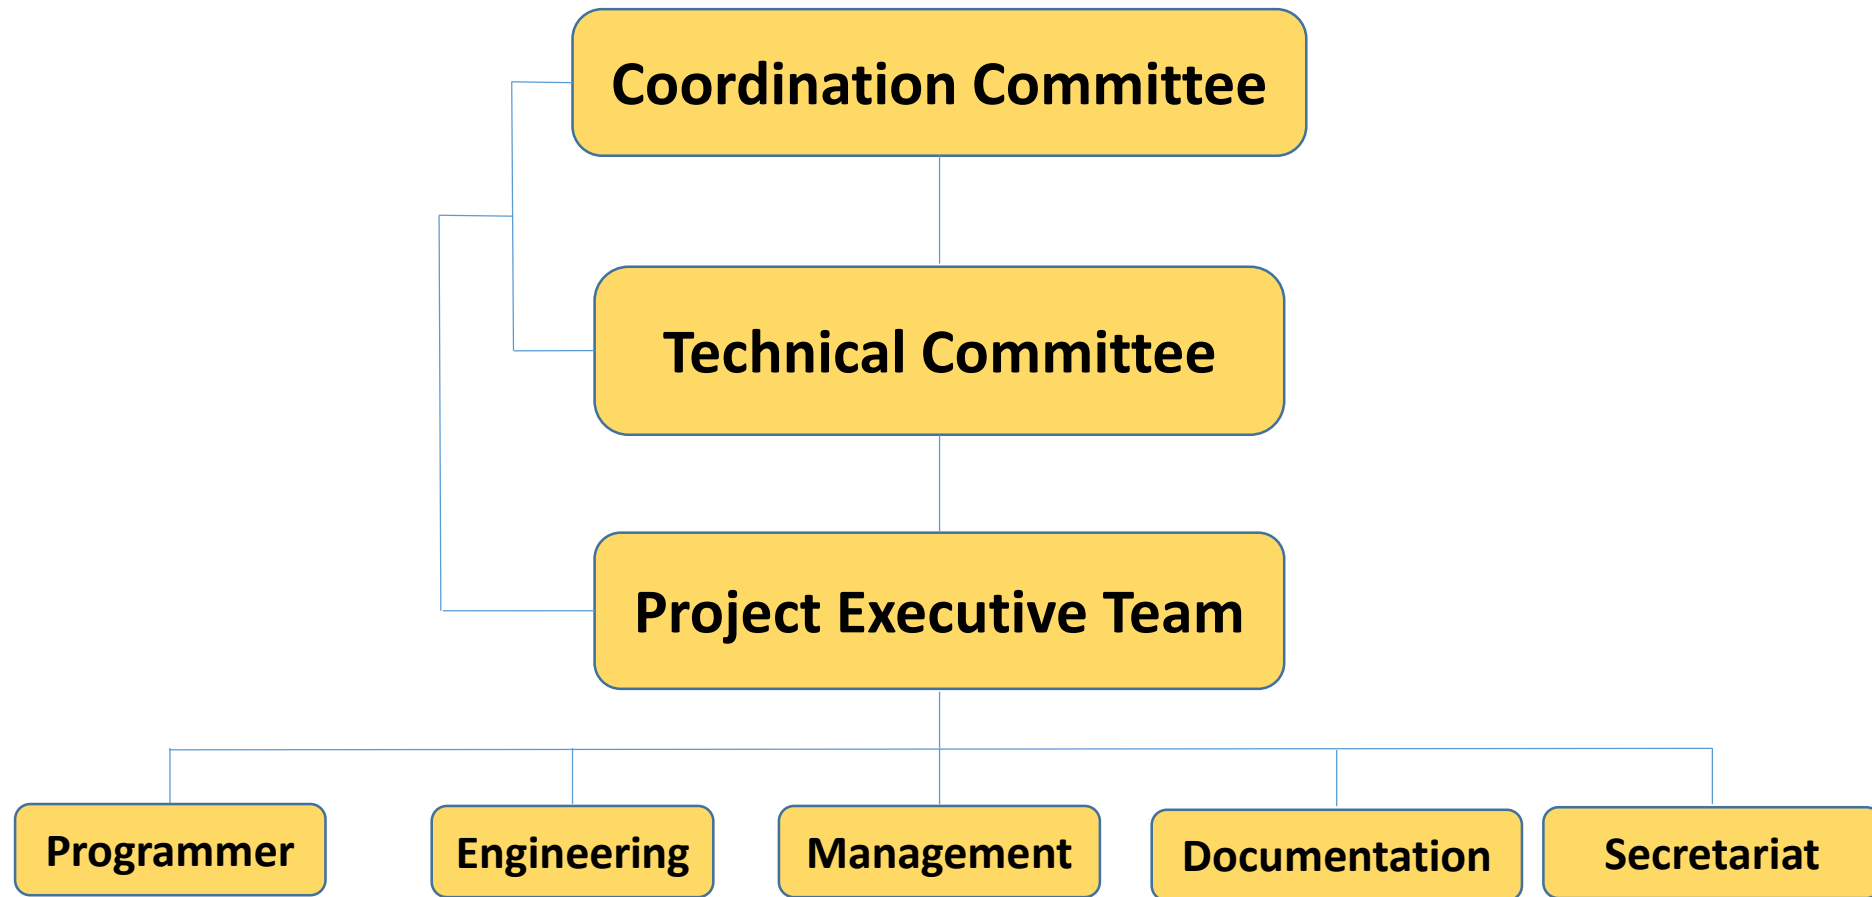 Coordination Committee
Technical Committee
Project Executive Team
Programmer
Engineering
Management
Documentation
Secretariat